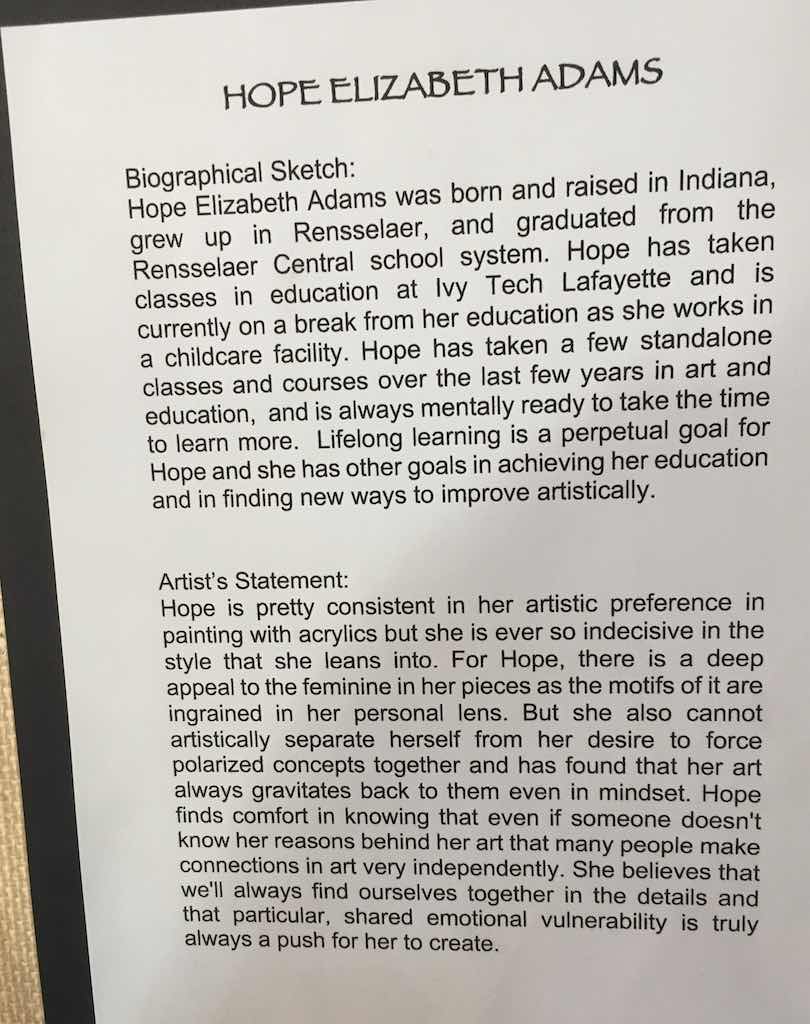 HOPE ELIZABETH ADAMS
Biographical Sketch:
Hope Elizabeth Adams was born and raised in Indiana,
grew up in Rensselaer, and graduated from the
Rensselaer Central school system. Hope has taken
classes in education at Ivy Tech Lafayette and is
currently on a break from her education as she works in
a childcare facility. Hope has taken a few standalone
classes and courses over the last few years in art and
education, and is always mentally ready to take the time
to learn more. Lifelong learning is a perpetual goal for
Hope and she has other goals in achieving her education
and in finding new ways to improve artistically.
Artist's Statement:
Hope is pretty consistent in her artistic preference in
painting with acrylics but she is ever so indecisive in the
style that she leans into. For Hope, there is a deep
appeal to the feminine in her pieces as the motifs of it are
ingrained in her personal lens. But she also cannot
artistically separate herself from her desire to force
polarized concepts together and has found that her art
always gravitates back to them even in mindset. Hope
finds comfort in knowing that even if someone doesn't
know her reasons behind her art that many people make
connections in art very independently. She believes that
we'll always find ourselves together in the details and
that particular, shared emotional vulnerability is truly
always a push for her to create.